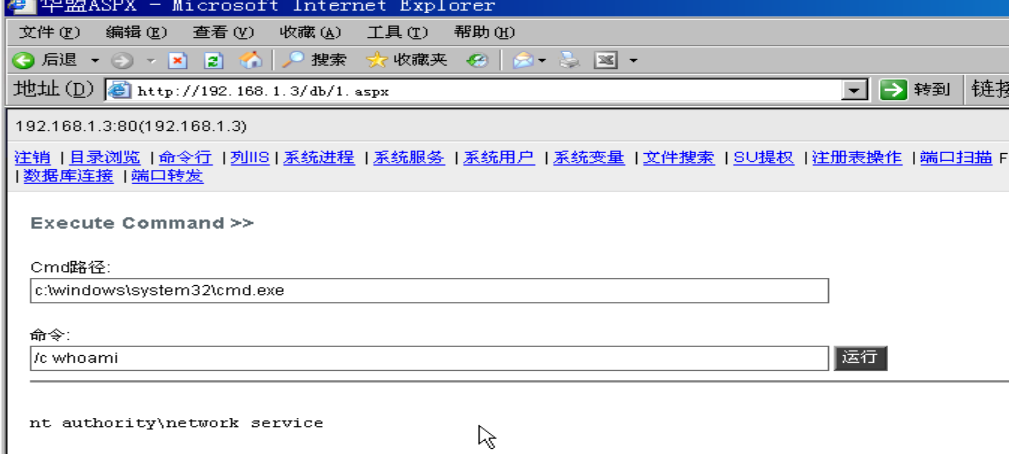 华盟ASPX - Microsoft Internet Explorer
文件(F) 编辑(E) 查看(V) 收藏(A) 工具(T) 帮助(H)
后退 搜索 收藏夹
地址(D) http://192.168.1.3/db/1.aspx 转到 链接
192.168.1.3:80(192.168.1.3)
注销 | 目录浏览 | 命令行 | 列IIS | 系统进程 | 系统服务 | 系统用户 | 系统变量 | 文件搜索 | SU提权 | 注册表操作 | 端口扫描 F
| 数据库连接 | 端口转发
Execute Command >>
Cmd路径:
c:\windows\system32\cmd.exe
命令:
/c whoami 运行
nt authority\network service